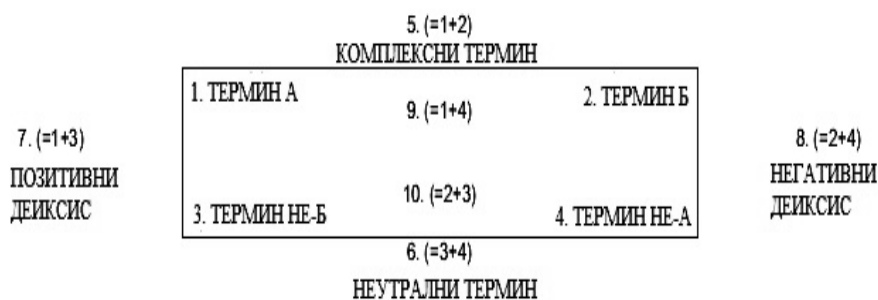 5. (=1+2)
КОМПЛЕКСНИ ТЕРМИН
1. ТЕРМИН А
9. (=1+4)
2. ТЕРМИН Б
7. (=1+3)
ПОЗИТИВНИ
ДЕИКСИС
8. (=2+4)
НЕГАТИВНИ
ДЕИКСИС
3. ТЕРМИН НЕ-Б
10. (=2+3)
4. ТЕРМИН НЕ-А
6. (=3+4)
НЕУТРАЛНИ ТЕРМИН